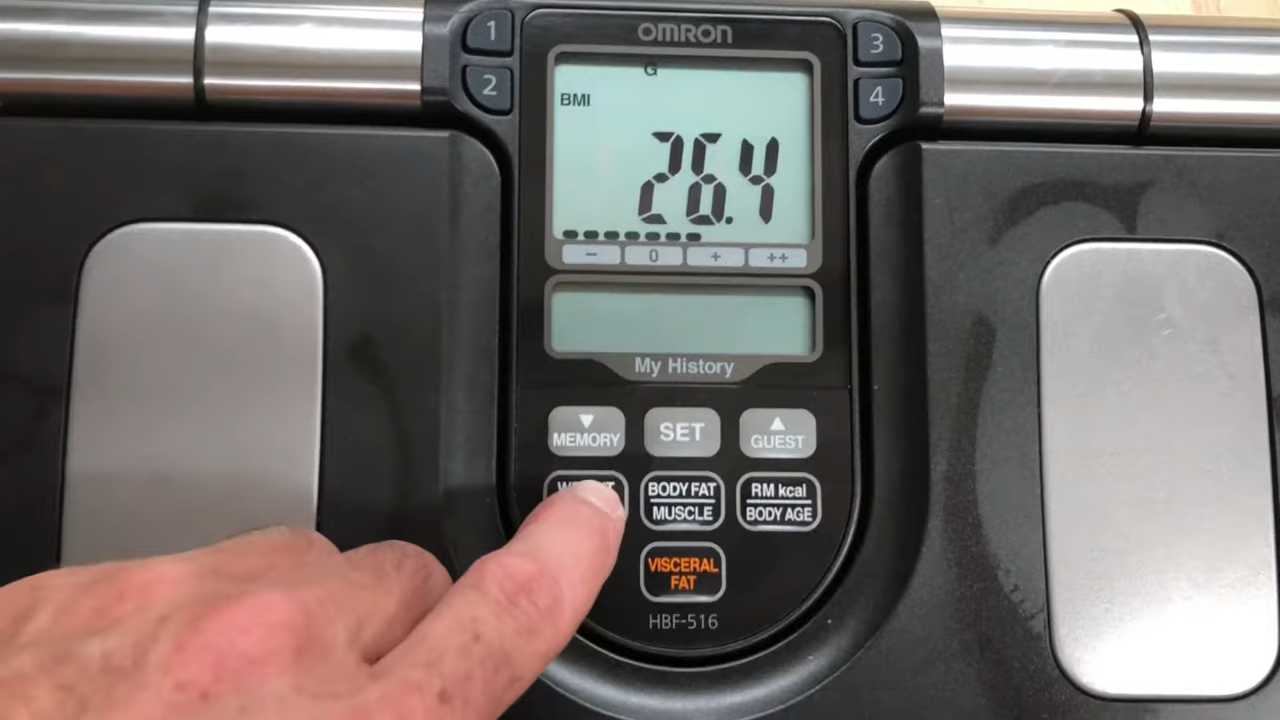 1
2
OMRON
3
4
G
BMI
26.4
−
0
+
++
My History
▼
MEMORY
SET
▲
GUEST
BODY FAT
MUSCLE
RM kcal
BODY AGE
VISCERAL
FAT
HBF-516